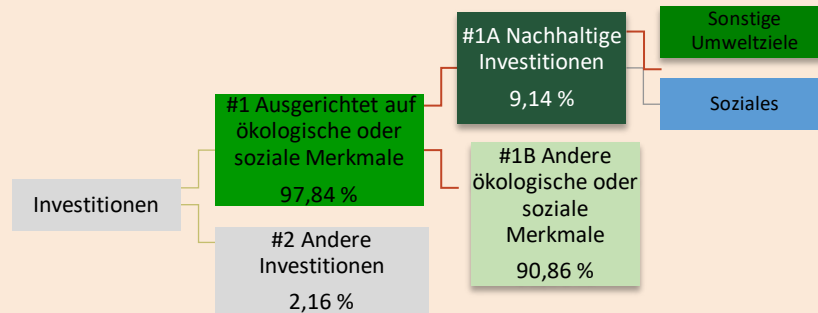 Investitionen
#1 Ausgerichtet auf
ökologische oder
soziale Merkmale
97,84 %
#2 Andere
Investitionen
2,16 %
#1A Nachhaltige
Investitionen
9,14 %
#1B Andere
ökologische oder
soziale
Merkmale
90,86 %
Sonstige
Umweltziele
Soziales